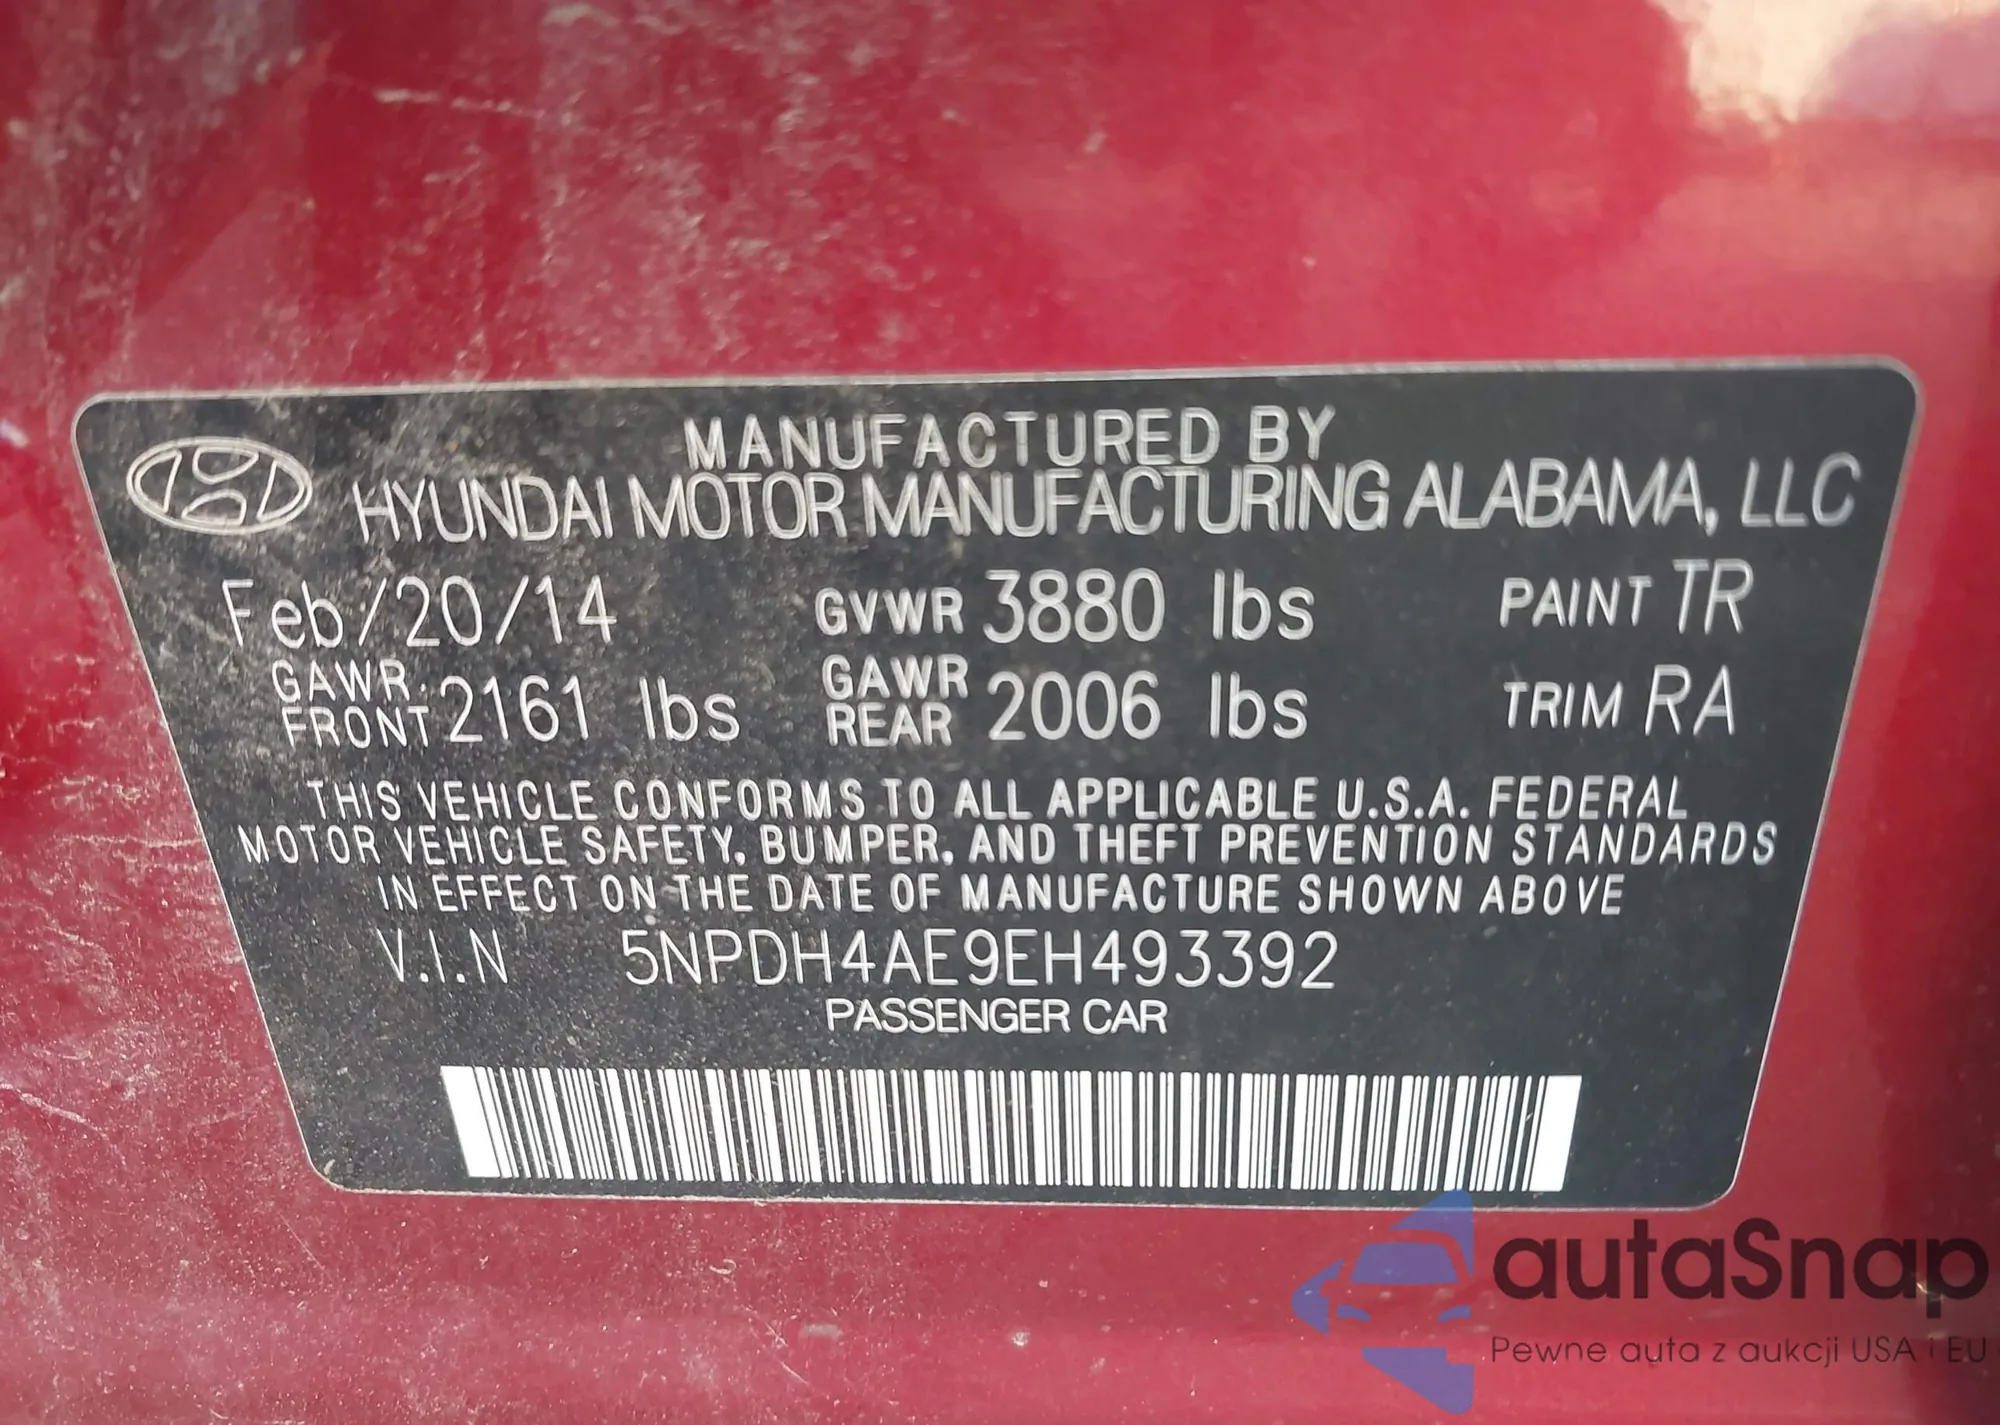 MANUFACTURED BY
HYUNDAI MOTOR MANUFACTURING ALABAMA, LLC
Feb/20/14 GVWR 3880 lbs PAINT TR
GAWR. FRONT 2161 lbs GAWR REAR 2006 lbs TRIM RA
THIS VEHICLE CONFORMS TO ALL APPLICABLE U.S.A. FEDERAL
MOTOR VEHICLE SAFETY, BUMPER, AND THEFT PREVENTION STANDARDS
IN EFFECT ON THE DATE OF MANUFACTURE SHOWN ABOVE
V.I.N 5NPDH4AE9EH493392
PASSENGER CAR
autaSnap
Pewne auta z aukcji USA i EU